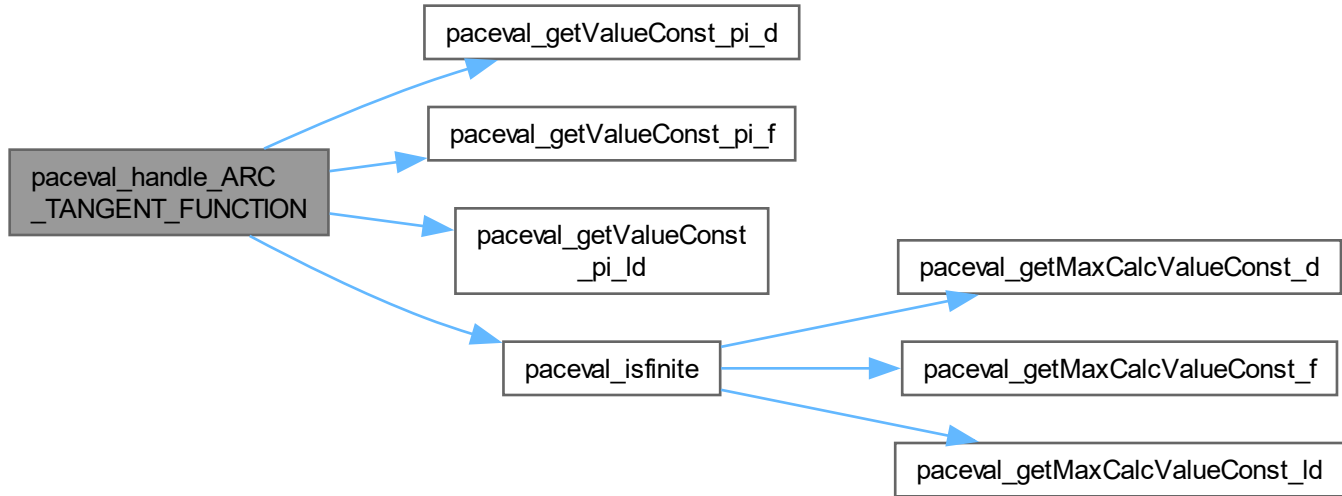 paceval_getValueConst_pi_d
paceval_getValueConst_pi_f
paceval_handle_ARC
_TANGENT_FUNCTION
paceval_getValueConst
_pi_ld
paceval_getMaxCalcValueConst_d
paceval_isfinite
paceval_getMaxCalcValueConst_f
paceval_getMaxCalcValueConst_ld